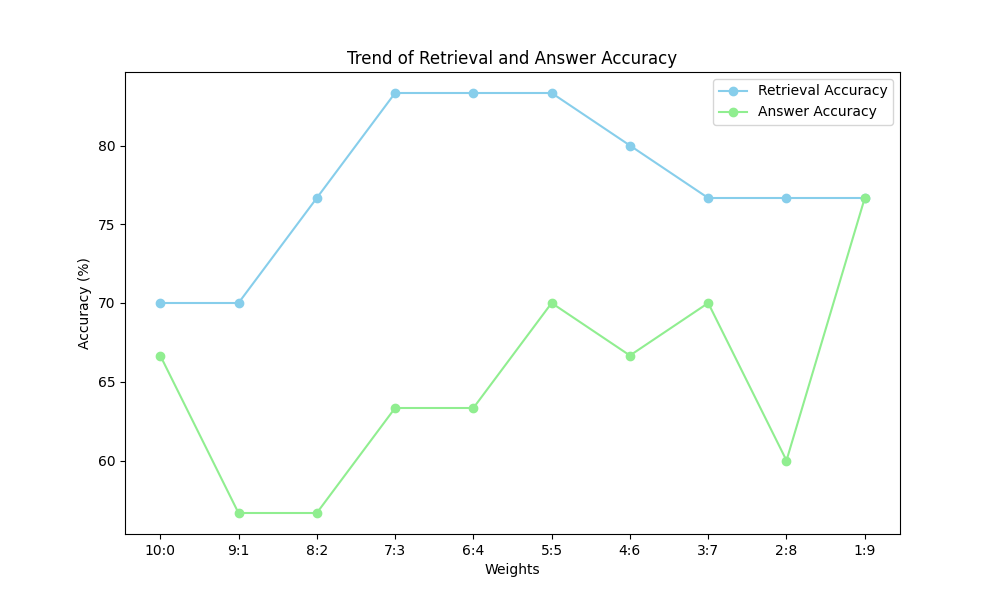 Trend of Retrieval and Answer Accuracy
Retrieval Accuracy
Answer Accuracy
Accuracy (%)
80
75
70
65
60
10:0 9:1 8:2 7:3 6:4 5:5 4:6 3:7 2:8 1:9
Weights